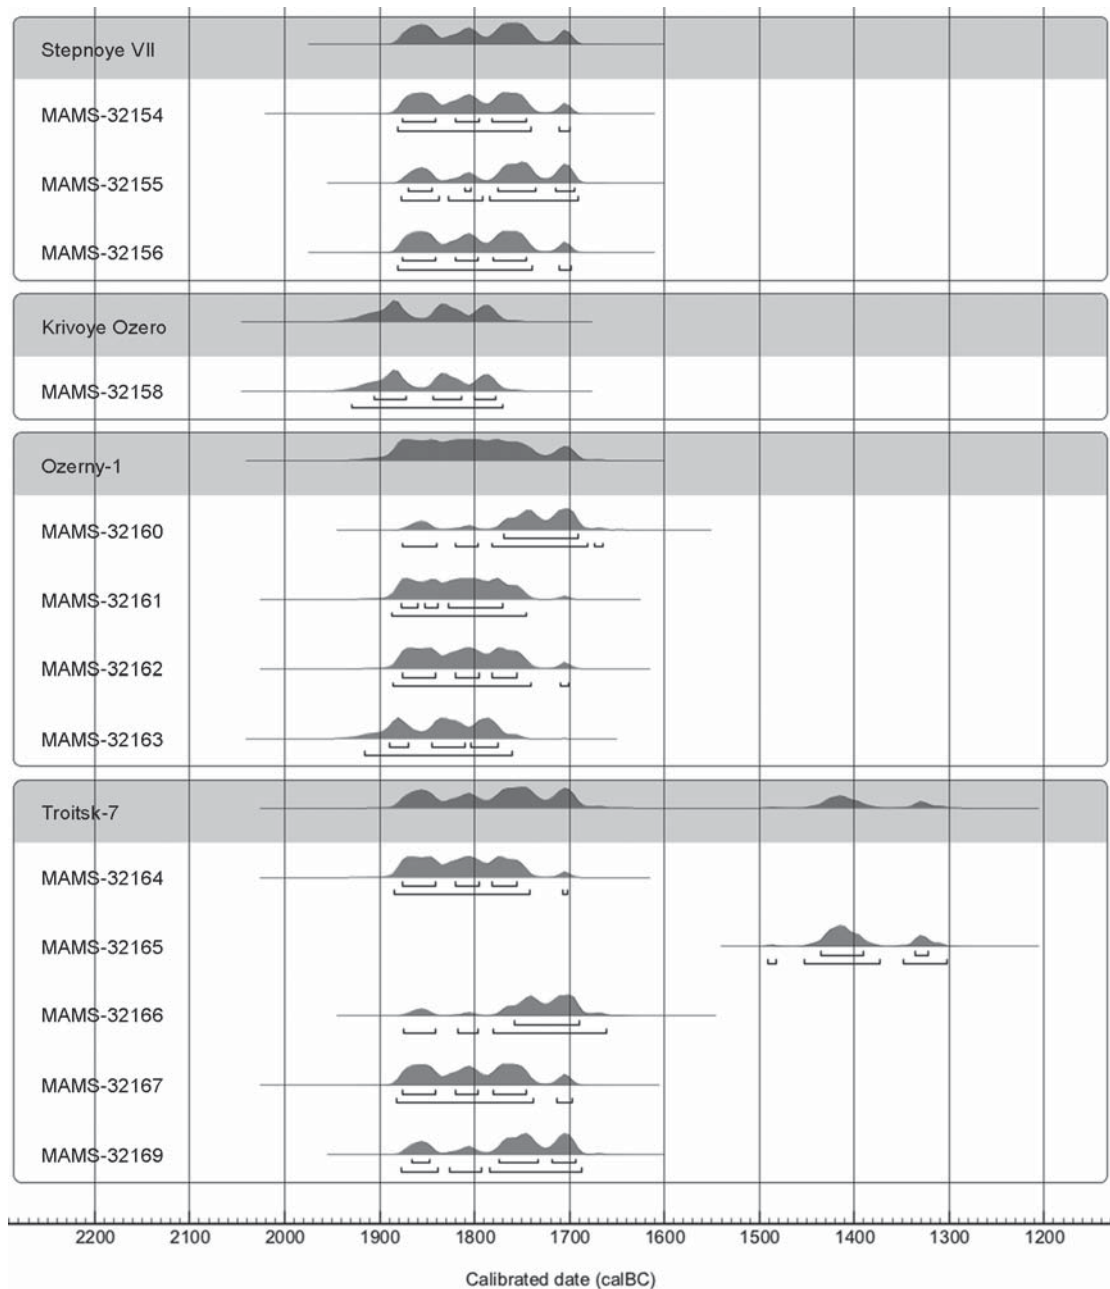 Stepnoye VII
MAMS-32154
MAMS-32155
MAMS-32156
Krivoye Ozero
MAMS-32158
Ozerny-1
MAMS-32160
MAMS-32161
MAMS-32162
MAMS-32163
Troitsk-7
MAMS-32164
MAMS-32165
MAMS-32166
MAMS-32167
MAMS-32169
2200 2100 2000 1900 1800 1700 1600 1500 1400 1300 1200
Calibrated date (calBC)